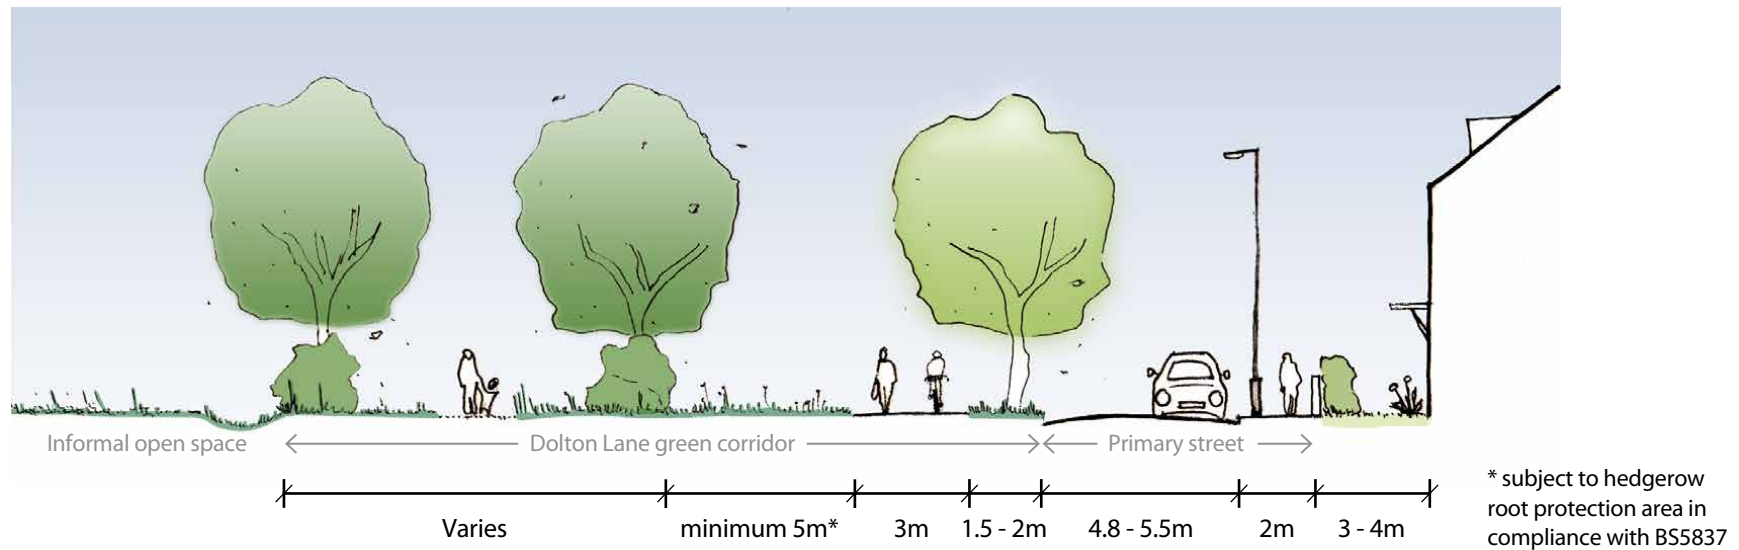 Informal open space
Dolton Lane green corridor
Primary street
Varies
minimum 5m*
3m
1.5 - 2m
4.8 - 5.5m
2m
3 - 4m
* subject to hedgerow
root protection area in
compliance with BS5837